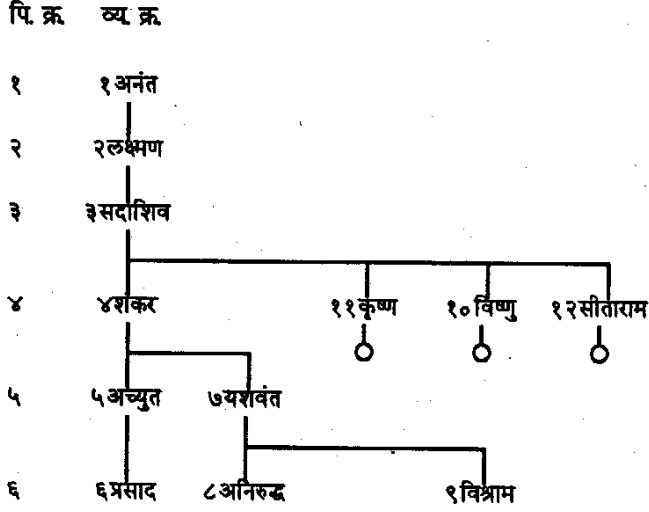 पि. क्र. व्य. क्र.
१ १अनंत
२ २लक्ष्मण
३ ३सदाशिव
४ ४शंकर ११कृष्ण १०विष्णु १२सीताराम
५ ५अच्युत ७यशवंत
६ ६प्रसाद ८अनिरुद्ध ९विश्राम